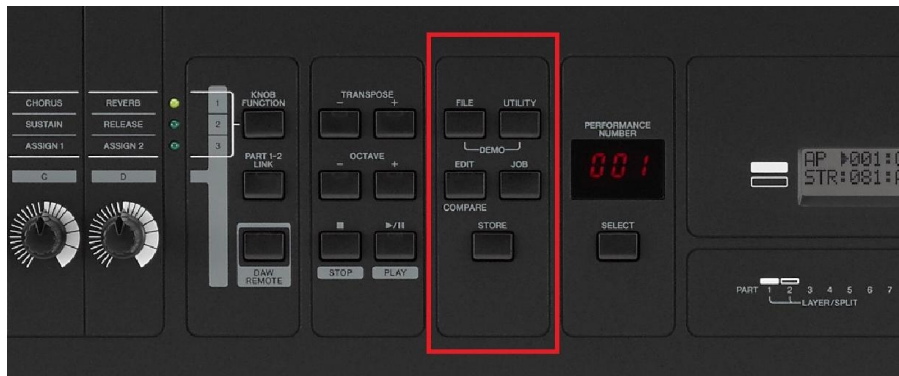 CHORUS REVERB
SUSTAIN RELEASE
ASSIGN 1 ASSIGN 2
C D
1
2
3
KNOB
FUNCTION
PART 1-2
LINK
DAW
REMOTE
TRANSPOSE
– +
OCTAVE
– +
■ ▶/II
STOP PLAY
FILE UTILITY
DEMO
EDIT JOB
COMPARE
STORE
PERFORMANCE
NUMBER
001
SELECT
AP ▶001:
STR:081:
PART 1 2 3 4 5 6 7
LAYER/SPLIT